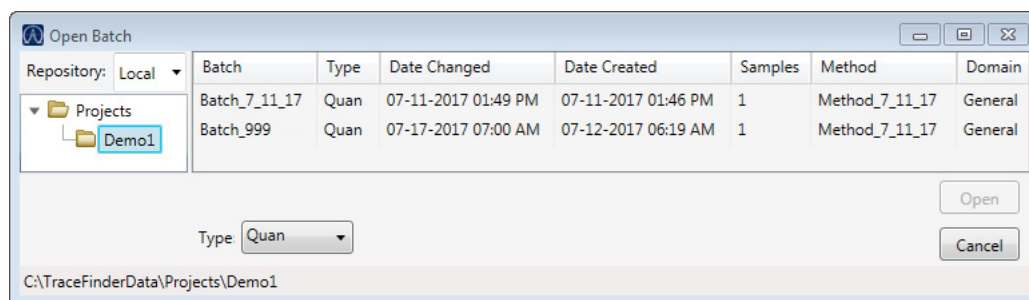 Open Batch
Repository: Local
Batch Type Date Changed Date Created Samples Method Domain
Projects
Demo1
Batch_7_11_17 Quan 07-11-2017 01:49 PM 07-11-2017 01:46 PM 1 Method_7_11_17 General
Batch_999 Quan 07-17-2017 07:00 AM 07-12-2017 06:19 AM 1 Method_7_11_17 General
Open
Type: Quan
Cancel
C:\TraceFinderData\Projects\Demo1